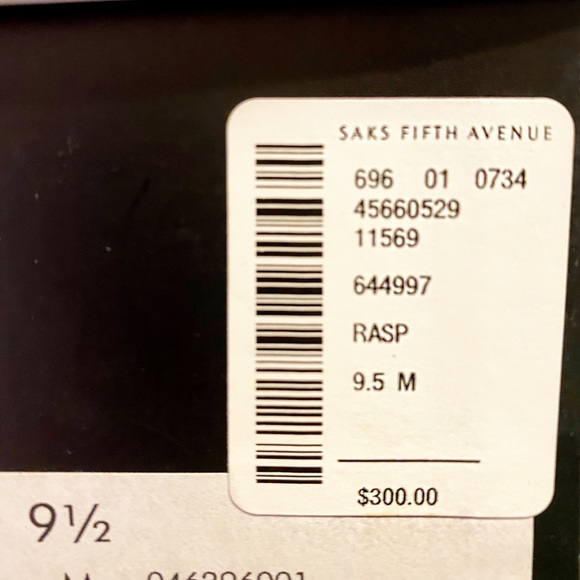 SAKS FIFTH AVENUE
696 01 0734
45660529
11569
644997
RASP
9.5 M
$300.00
9½
M